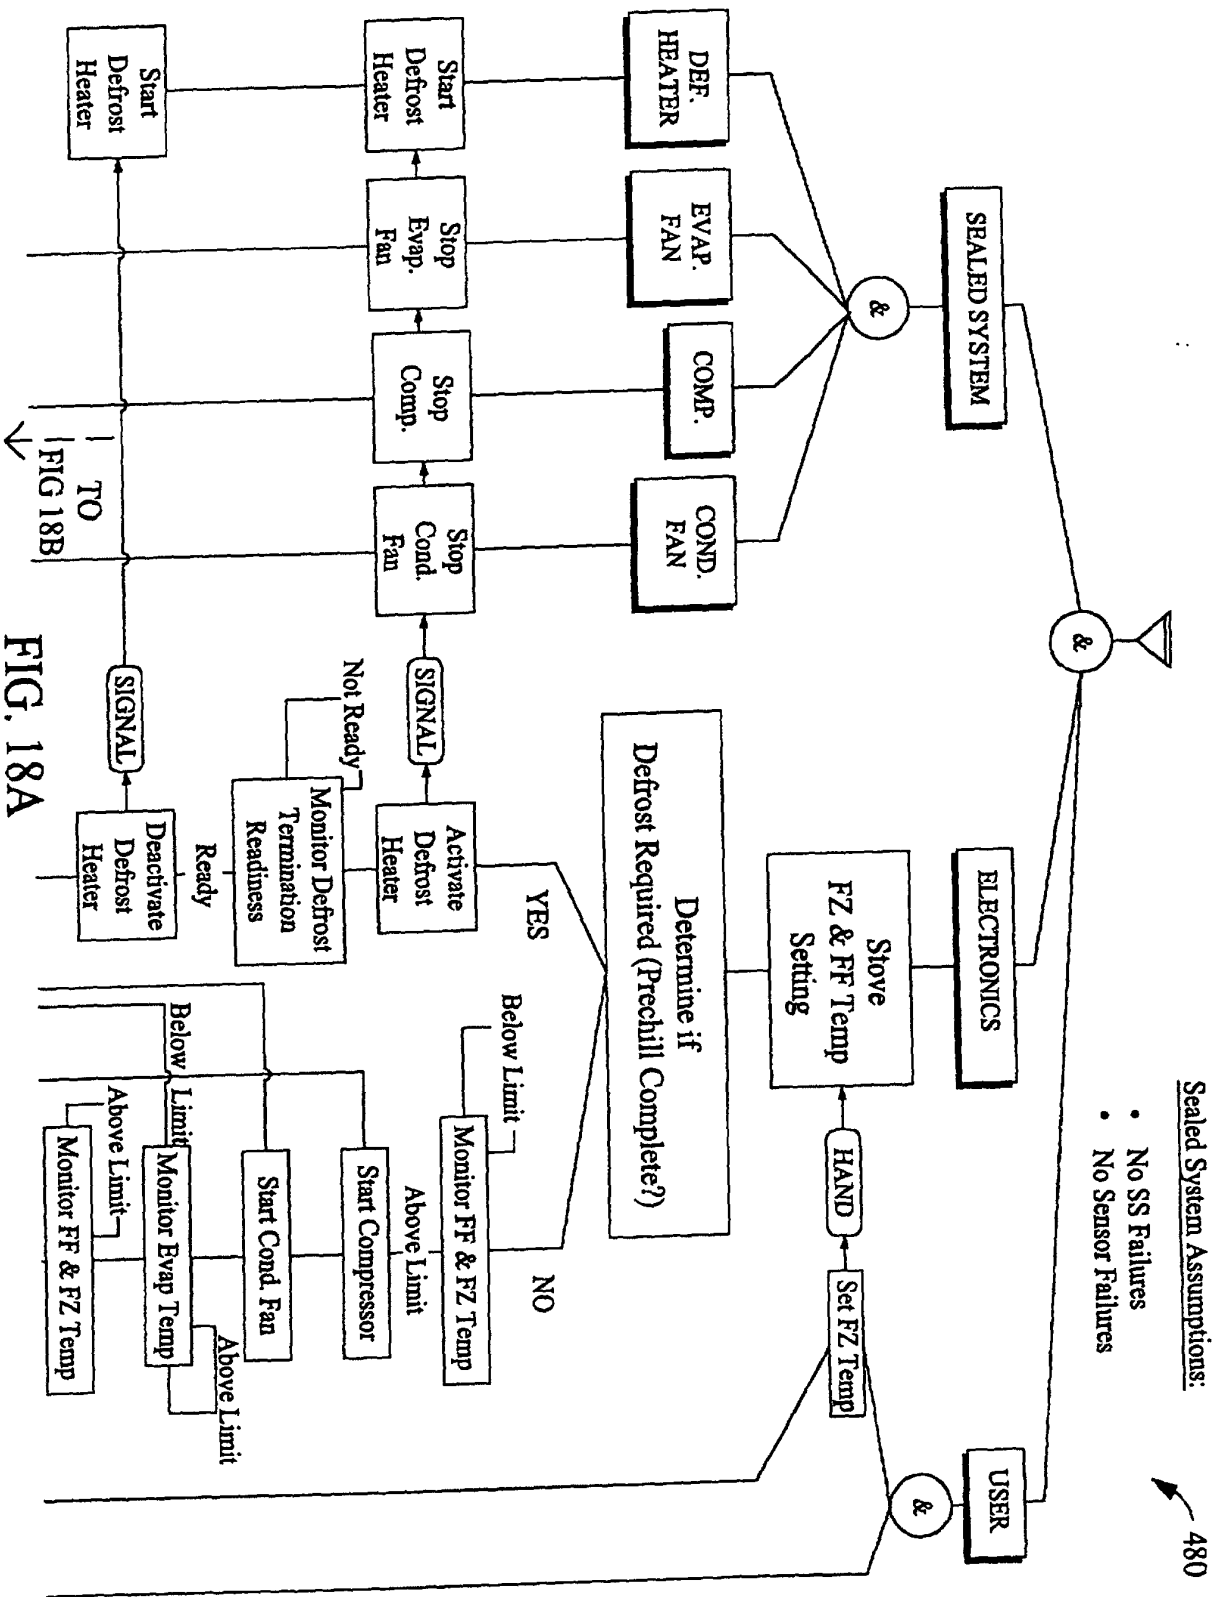 480
Sealed System Assumptions:
• No SS Failures
• No Sensor Failures
&
SEALED SYSTEM
ELECTRONICS
USER
&
&
DEF.
HEATER
EVAP.
FAN
COMP.
COND.
FAN
Stove
FZ & FF Temp
Setting
HAND
Set FZ Temp
Determine if
Defrost Required (Prechill Complete?)
YES
NO
Start
Defrost
Heater
Stop
Evap.
Fan
Stop
Comp.
Stop
Cond.
Fan
SIGNAL
Activate
Defrost
Heater
Below Limit
Monitor FF & FZ Temp
Above Limit
Start Compressor
Not Ready
Monitor Defrost
Termination
Readiness
Start Cond. Fan
Ready
Below Limit
Monitor Evap Temp
Above Limit
Start
Defrost
Heater
SIGNAL
Deactivate
Defrost
Heater
Above Limit
Monitor FF & FZ Temp
TO
FIG 18B
FIG. 18A